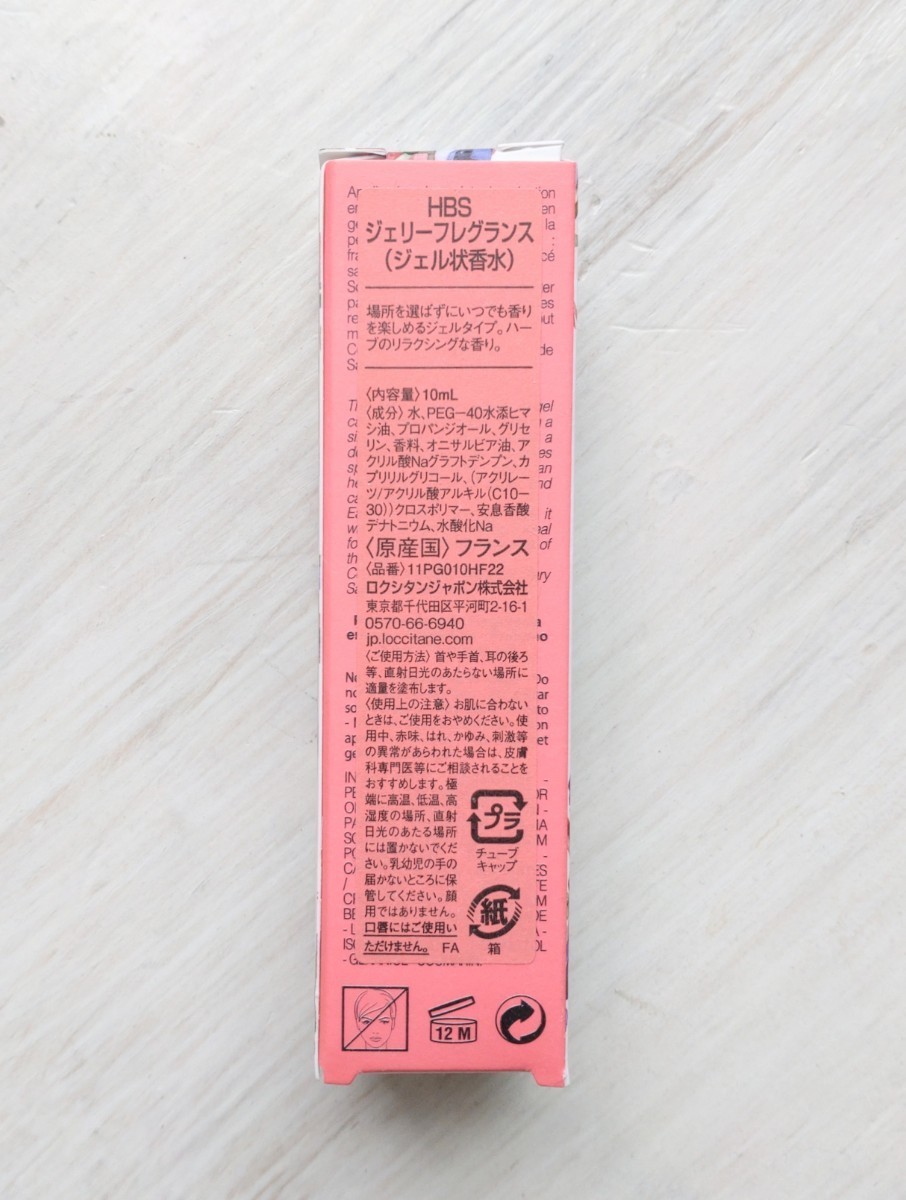 HBS
ジェリーフレグランス
（ジェル状香水）
場所を選ばずにいつでも香り
を楽しめるジェルタイプ。ハー
ブのリラクシングな香り。
〈内容量〉10mL
〈成分〉水、PEG－40水添ヒマ
シ油、プロパンジオール、グリセ
リン、香料、オニサルビア油、ア
クリル酸Naグラフトデンプン、カ
プリリルグリコール、（アクリレー
ツ/アクリル酸アルキル（C10－
30））クロスポリマー、安息香酸
デナトニウム、水酸化Na
〈原産国〉フランス
〈品番〉11PG010HF22
ロクシタンジャポン株式会社
東京都千代田区平河町2-16-1
0570-66-6940
jp.loccitane.com
〈ご使用方法〉首や手首、耳の後ろ
等、直射日光のあたらない場所に
適量を塗布します。
〈使用上の注意〉お肌に合わない
ときは、ご使用をおやめください。使
用中、赤味、はれ、かゆみ、刺激等
の異常があらわれた場合は、皮膚
科専門医等にご相談されることを
おすすめします。極
端に高温、低温、高
湿度の場所、直射
日光のあたる場所
には置かないでくだ
さい。乳幼児の手の
届かないところに保
管してください。顔
用ではありません。
口唇にはご使用い
ただけません。 FA
プラ
チューブ
キャップ
紙
箱
12 M